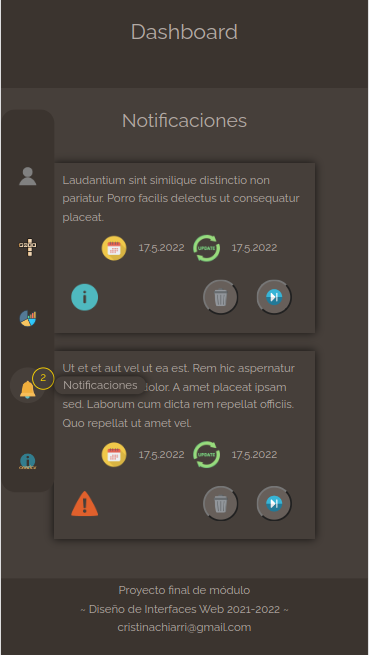 Dashboard
Notificaciones
Laudantium sint similique distinctio non
pariatur. Porro facilis delectus ut consequatur
placeat.
17.5.2022 UPDATE 17.5.2022
Ut et et aut vel ut ea est. Rem hic aspernatur
2
Notificaciones
dolor. A amet placeat ipsam
sed. Laborum cum dicta rem repellat officiis.
Quo repellat ut amet vel.
17.5.2022 UPDATE 17.5.2022
Proyecto final de módulo
~ Diseño de Interfaces Web 2021-2022 ~
cristinachiarri@gmail.com